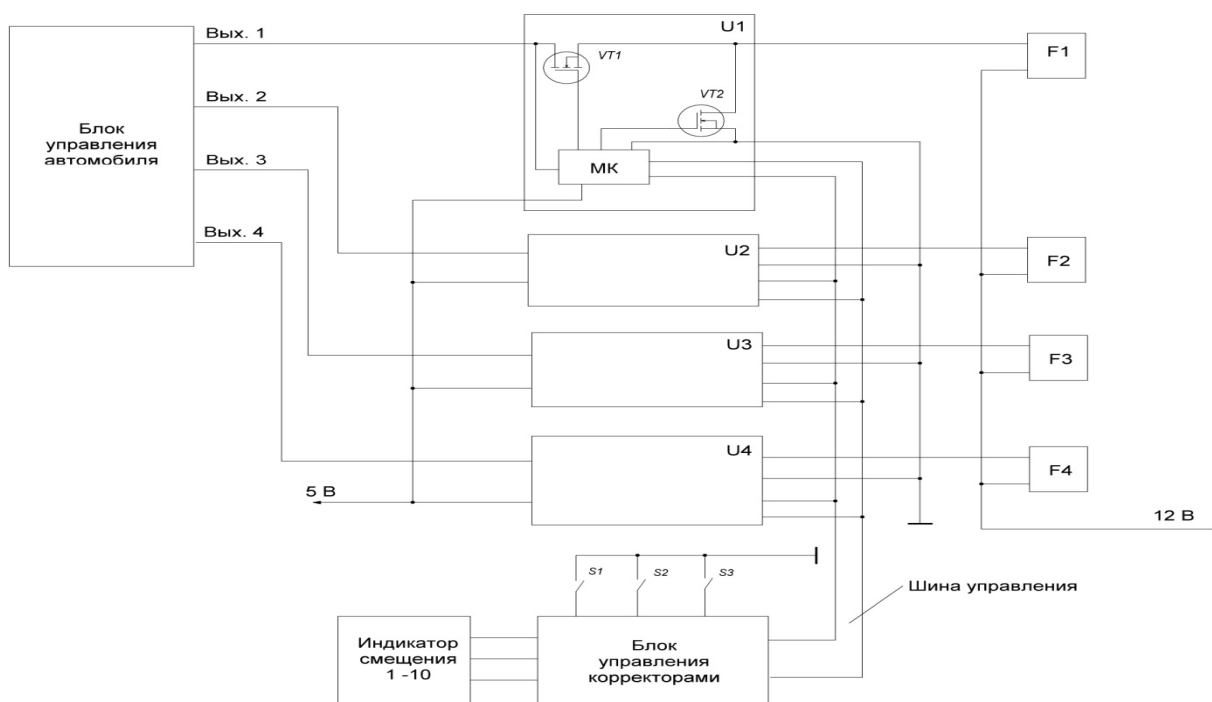 Вых. 1
U1
F1
VT1
VT2
Вых. 2
Блок
управления
автомобиля
Вых. 3
МК
Вых. 4
U2
F2
U3
F3
U4
F4
5 В
12 В
S1
S2
S3
Шина управления
Индикатор
смещения
1 -10
Блок
управления
корректорами